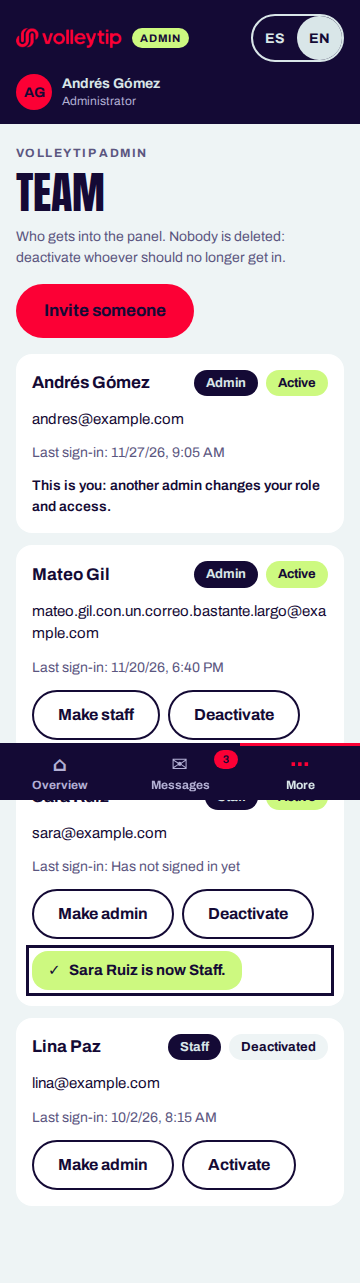 volleytip ADMIN ES EN
AG Andrés Gómez
Administrator
VOLLEYTIP ADMIN
TEAM
Who gets into the panel. Nobody is deleted:
deactivate whoever should no longer get in.
Invite someone
Andrés Gómez Admin Active
andres@example.com
Last sign-in: 11/27/26, 9:05 AM
This is you: another admin changes your role
and access.
Mateo Gil Admin Active
mateo.gil.con.un.correo.bastante.largo@exa
mple.com
Last sign-in: 11/20/26, 6:40 PM
Make staff Deactivate
3
Overview Messages More
Sara Ruiz Staff Active
sara@example.com
Last sign-in: Has not signed in yet
Make admin Deactivate
✓ Sara Ruiz is now Staff.
Lina Paz Staff Deactivated
lina@example.com
Last sign-in: 10/2/26, 8:15 AM
Make admin Activate